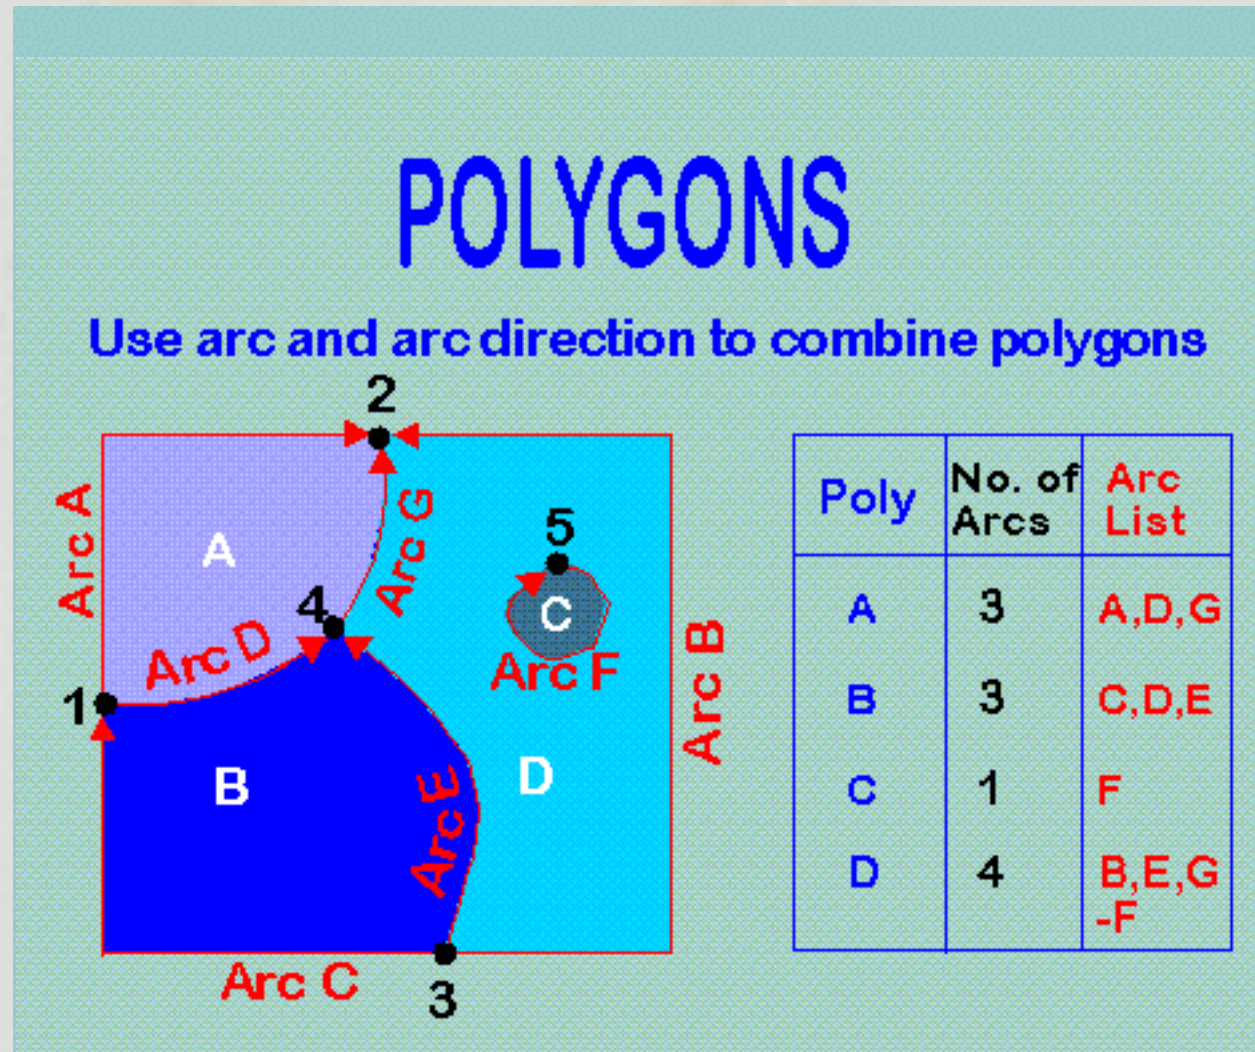 POLYGONS
Use arc and arc direction to combine polygons
2
Arc A
A
Arc G
5
C
Arc F
4
Arc D
1
Arc B
B
Arc E
D
Arc C
3
Poly No. of Arcs Arc List
A 3 A,D,G
B 3 C,D,E
C 1 F
D 4 B,E,G
-F